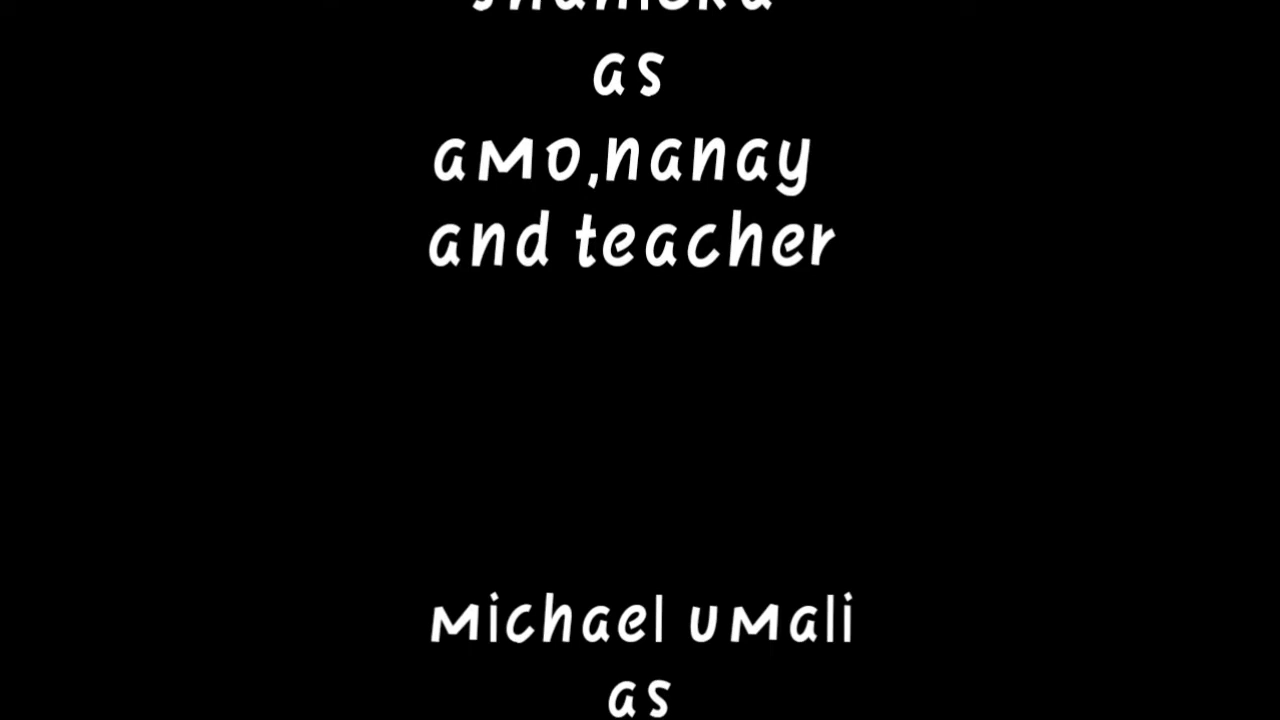 as
amo,nanay
and teacher
Michael Umali
as